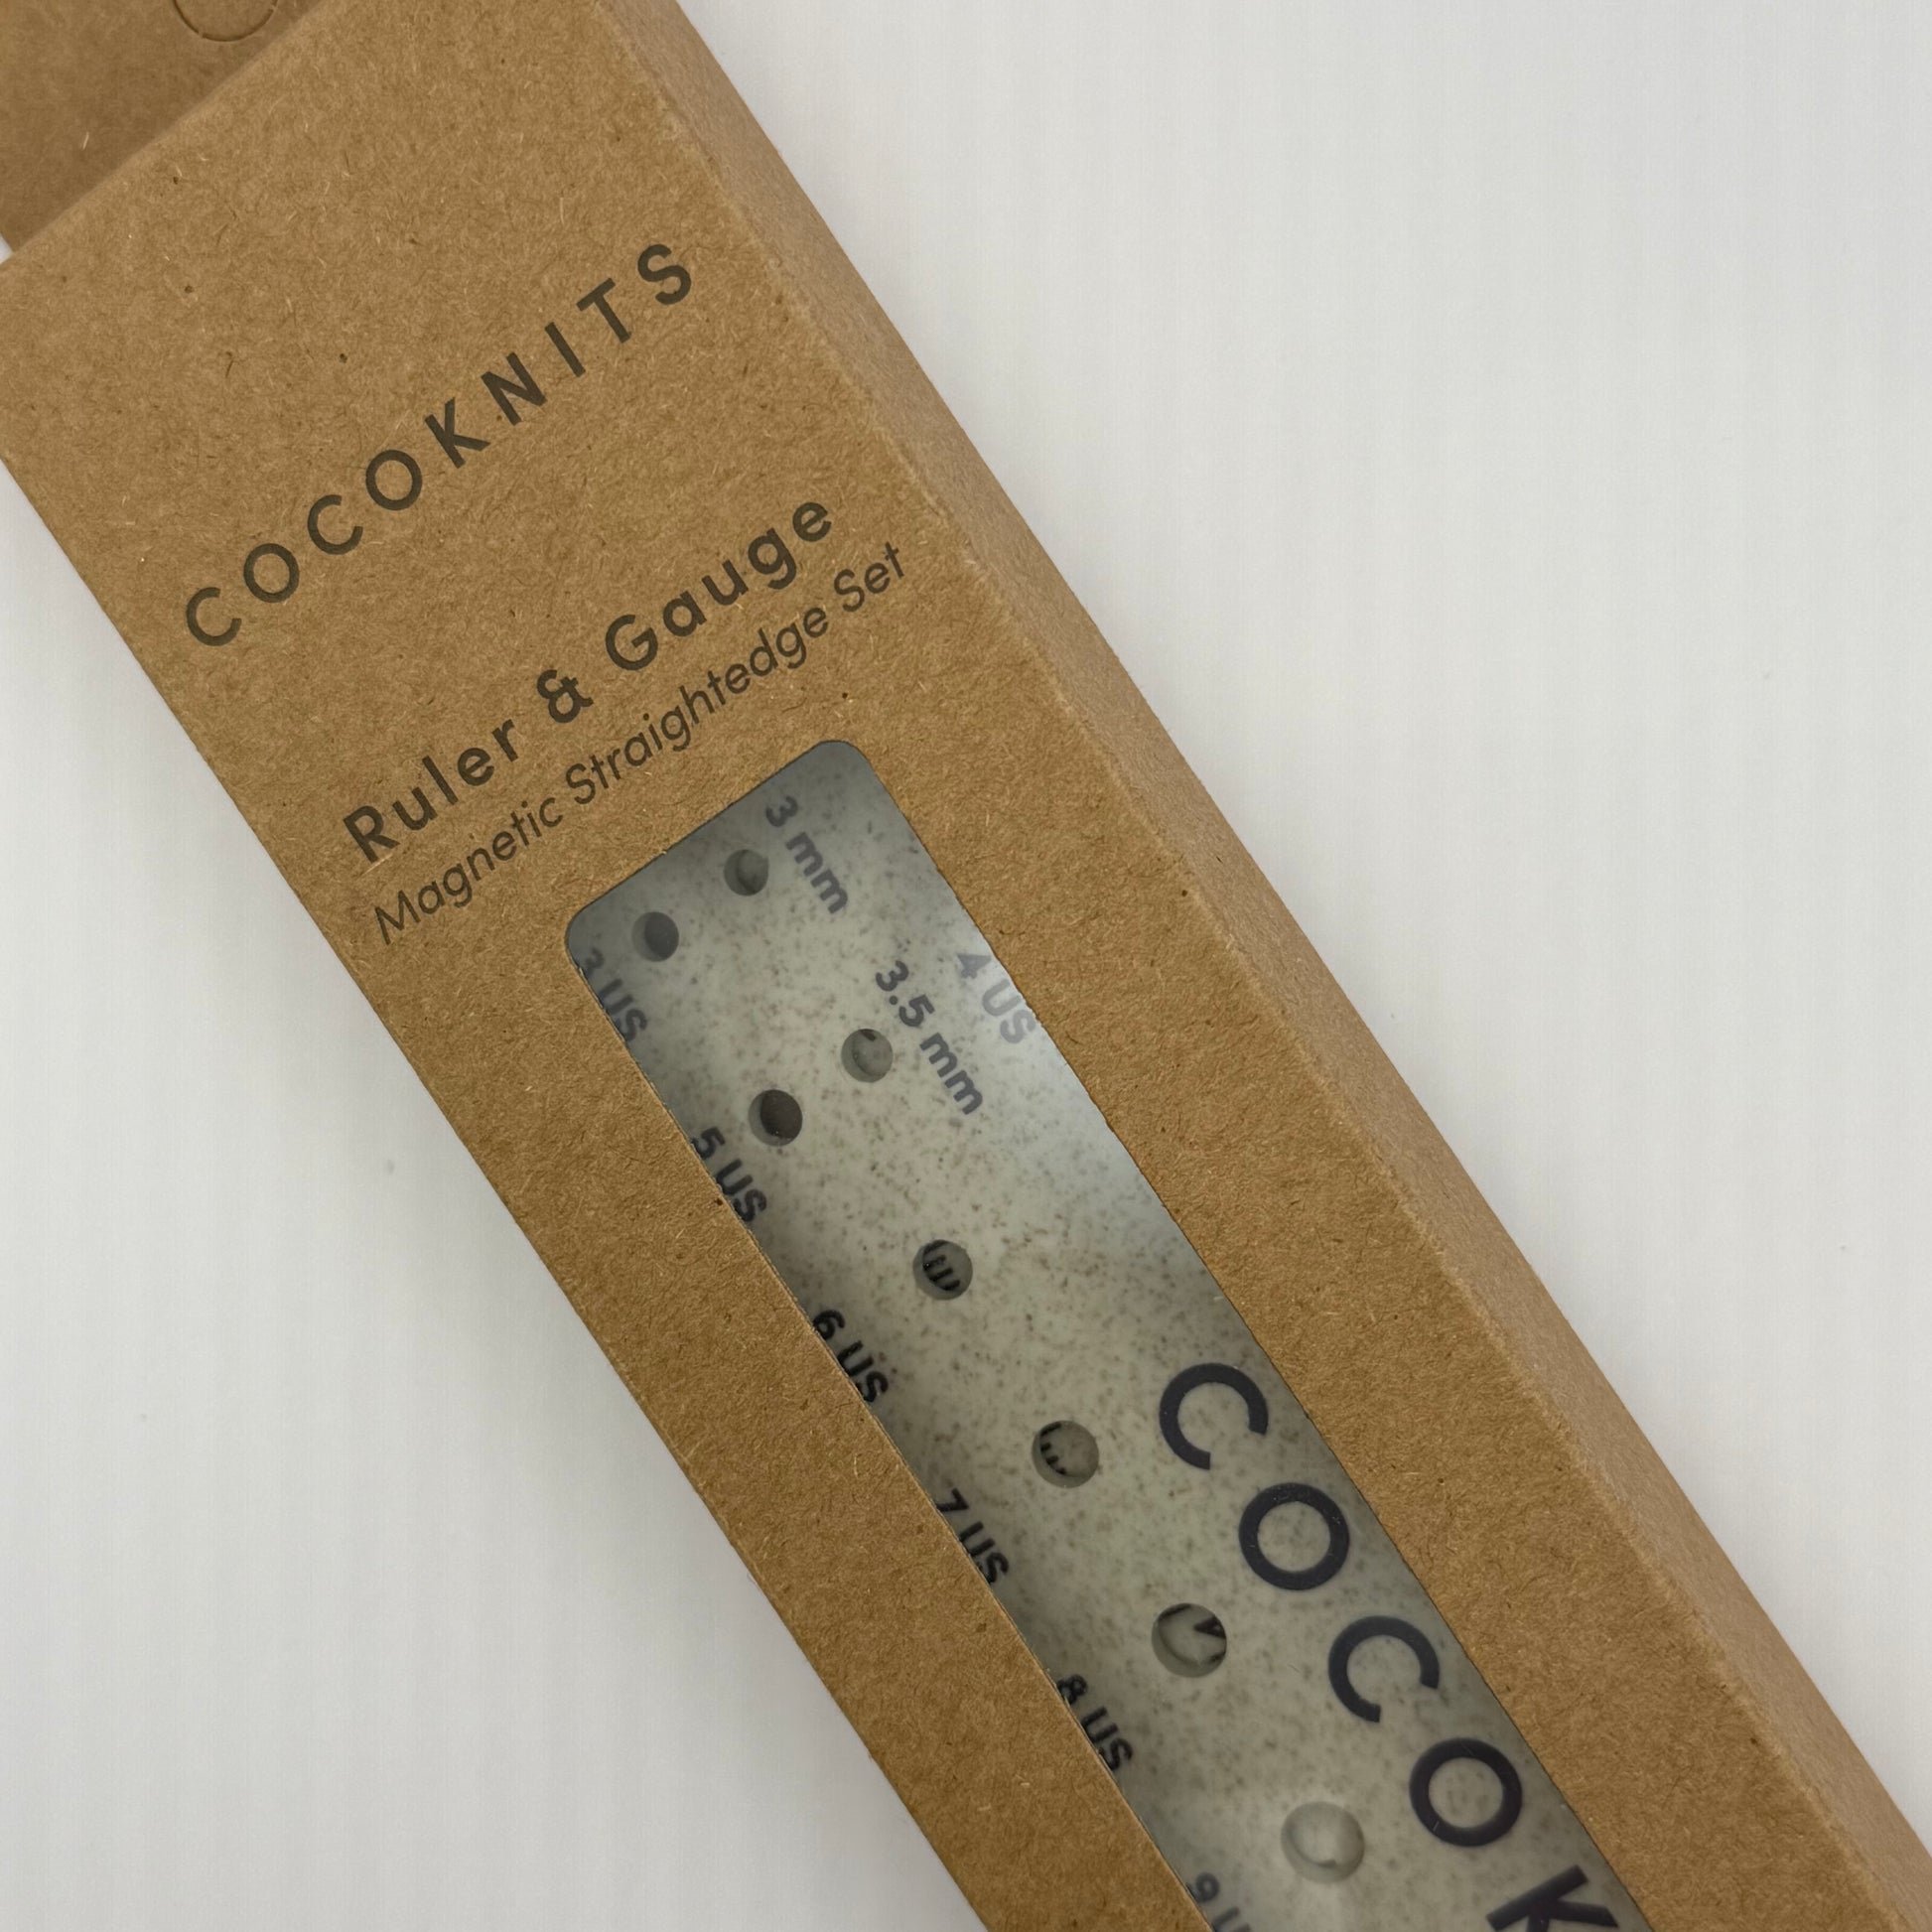 COCOKNITS
Ruler & Gauge
Magnetic Straightedge Set
3 mm
3 US
3.5 mm
4 US
5 US
6 US
7 US
8 US
COCOK